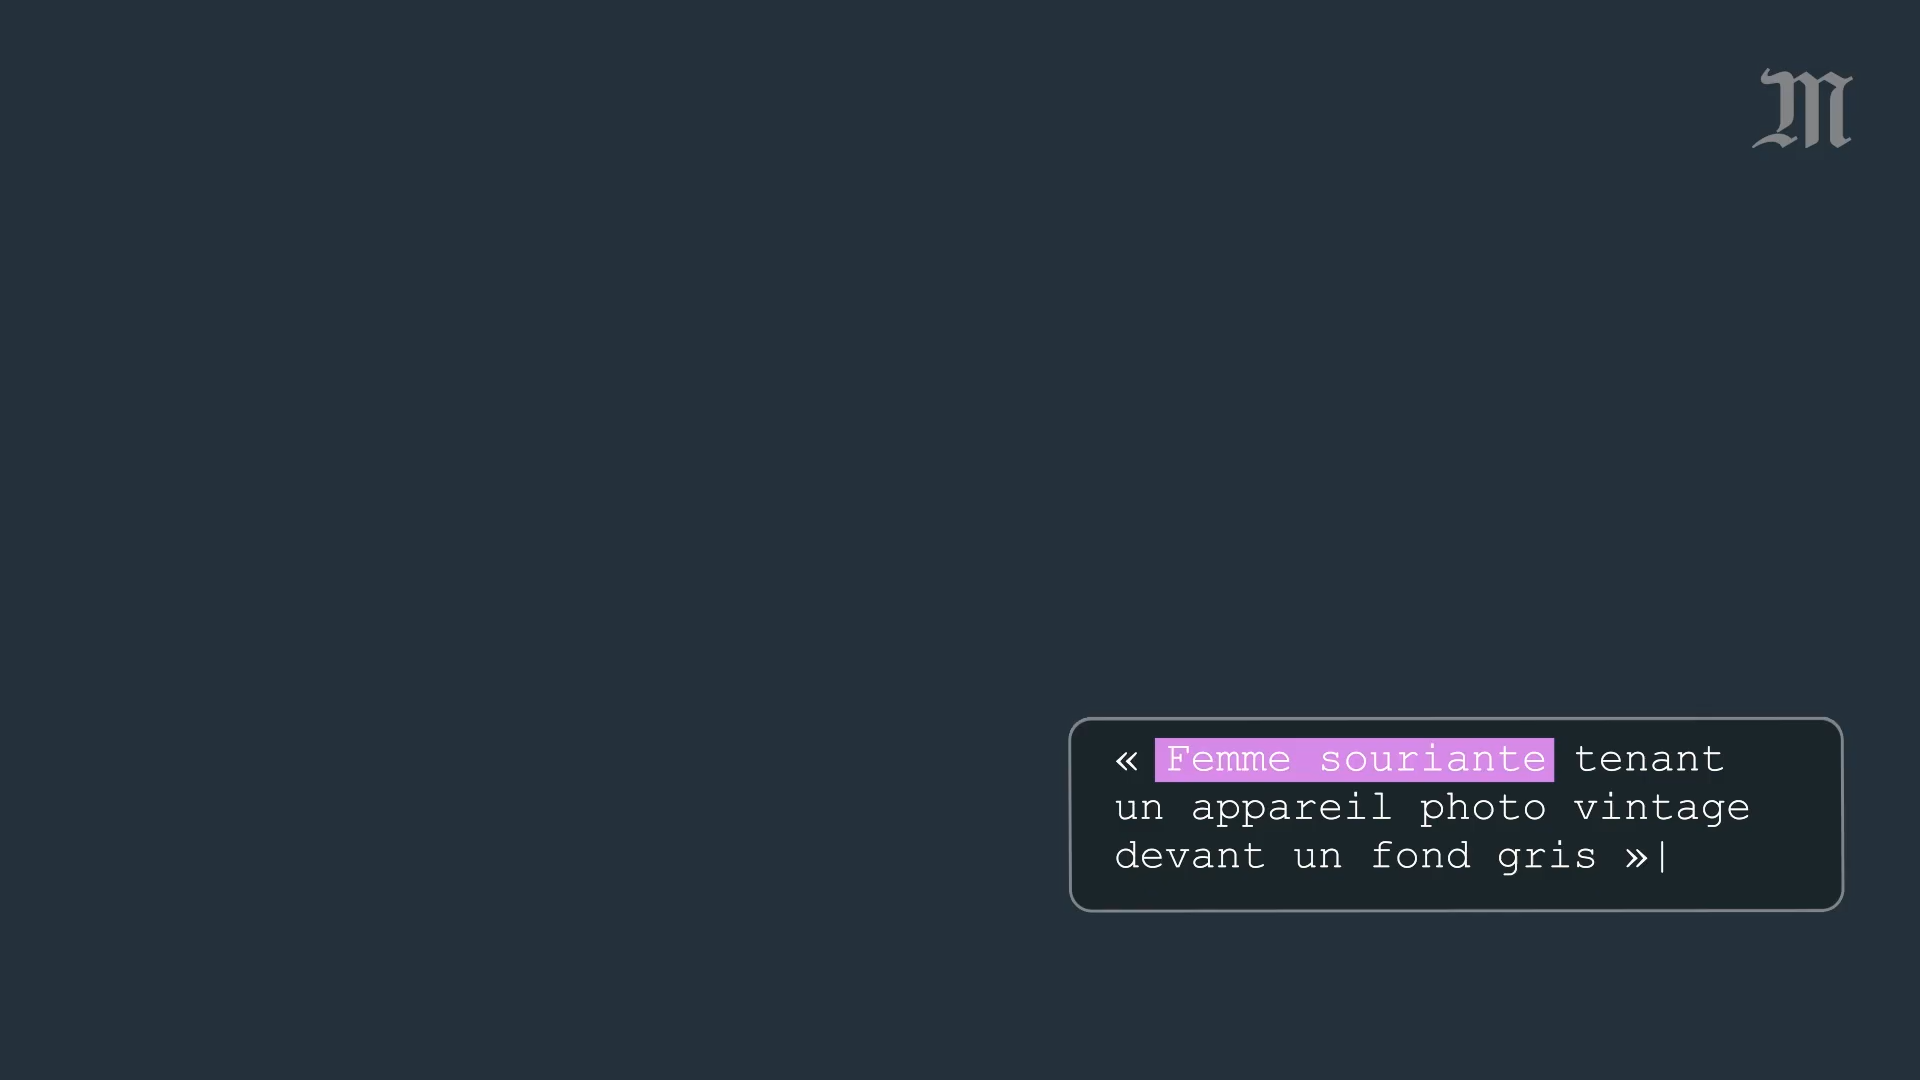 M
« Femme souriante tenant
un appareil photo vintage
devant un fond gris »|